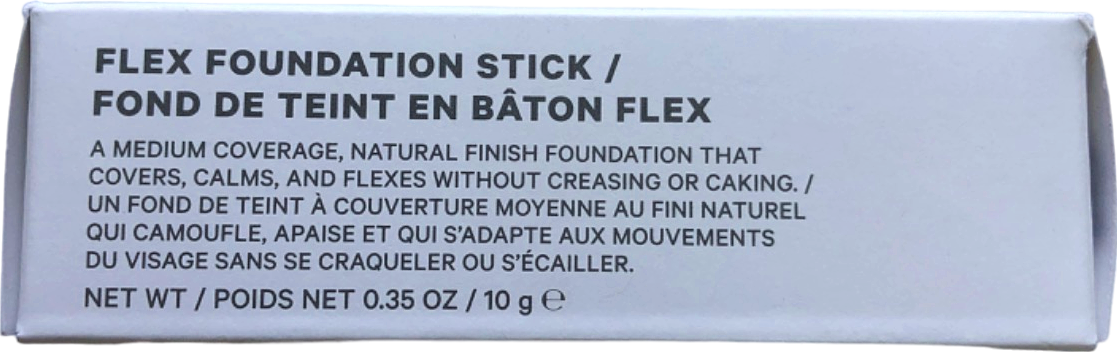 FLEX FOUNDATION STICK /
FOND DE TEINT EN BÂTON FLEX
A MEDIUM COVERAGE, NATURAL FINISH FOUNDATION THAT
COVERS, CALMS, AND FLEXES WITHOUT CREASING OR CAKING. /
UN FOND DE TEINT À COUVERTURE MOYENNE AU FINI NATUREL
QUI CAMOUFLE, APAISE ET QUI S'ADAPTE AUX MOUVEMENTS
DU VISAGE SANS SE CRAQUELER OU S'ÉCAILLER.
NET WT / POIDS NET 0.35 OZ / 10 g ℮